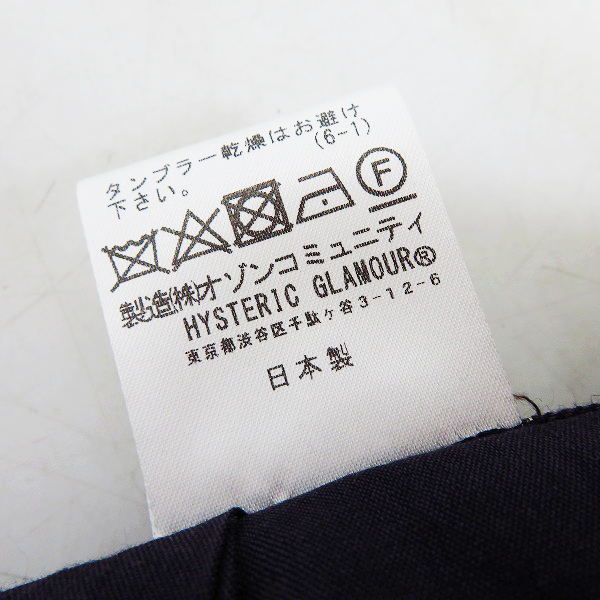 タンブラー乾燥はお避け
下さい。 (6-1)
F
製造(株)オゾンコミュニティ
HYSTERIC GLAMOUR®
東京都渋谷区千駄ヶ谷3-12-6
日本製